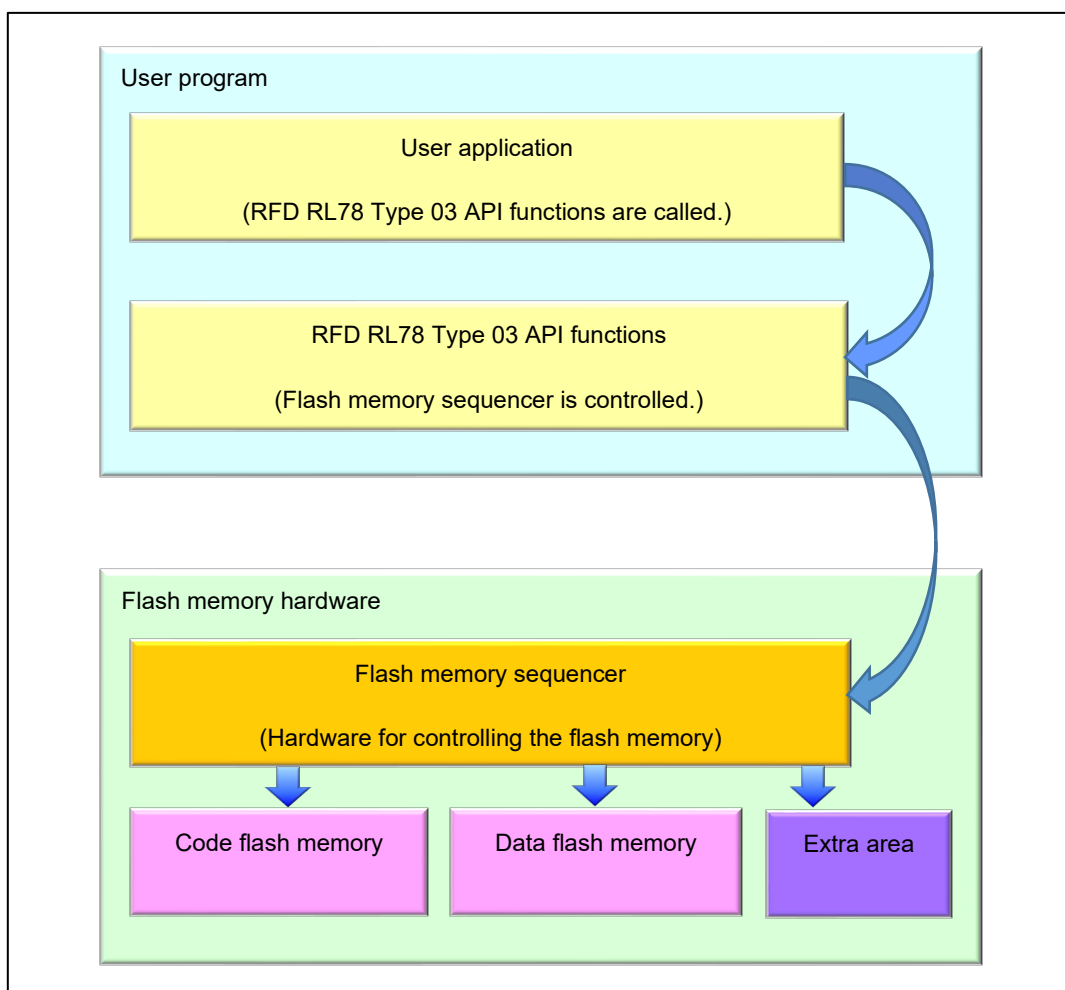 User program
User application
(RFD RL78 Type 03 API functions are called.)
RFD RL78 Type 03 API functions
(Flash memory sequencer is controlled.)
Flash memory hardware
Flash memory sequencer
(Hardware for controlling the flash memory)
Code flash memory
Data flash memory
Extra area